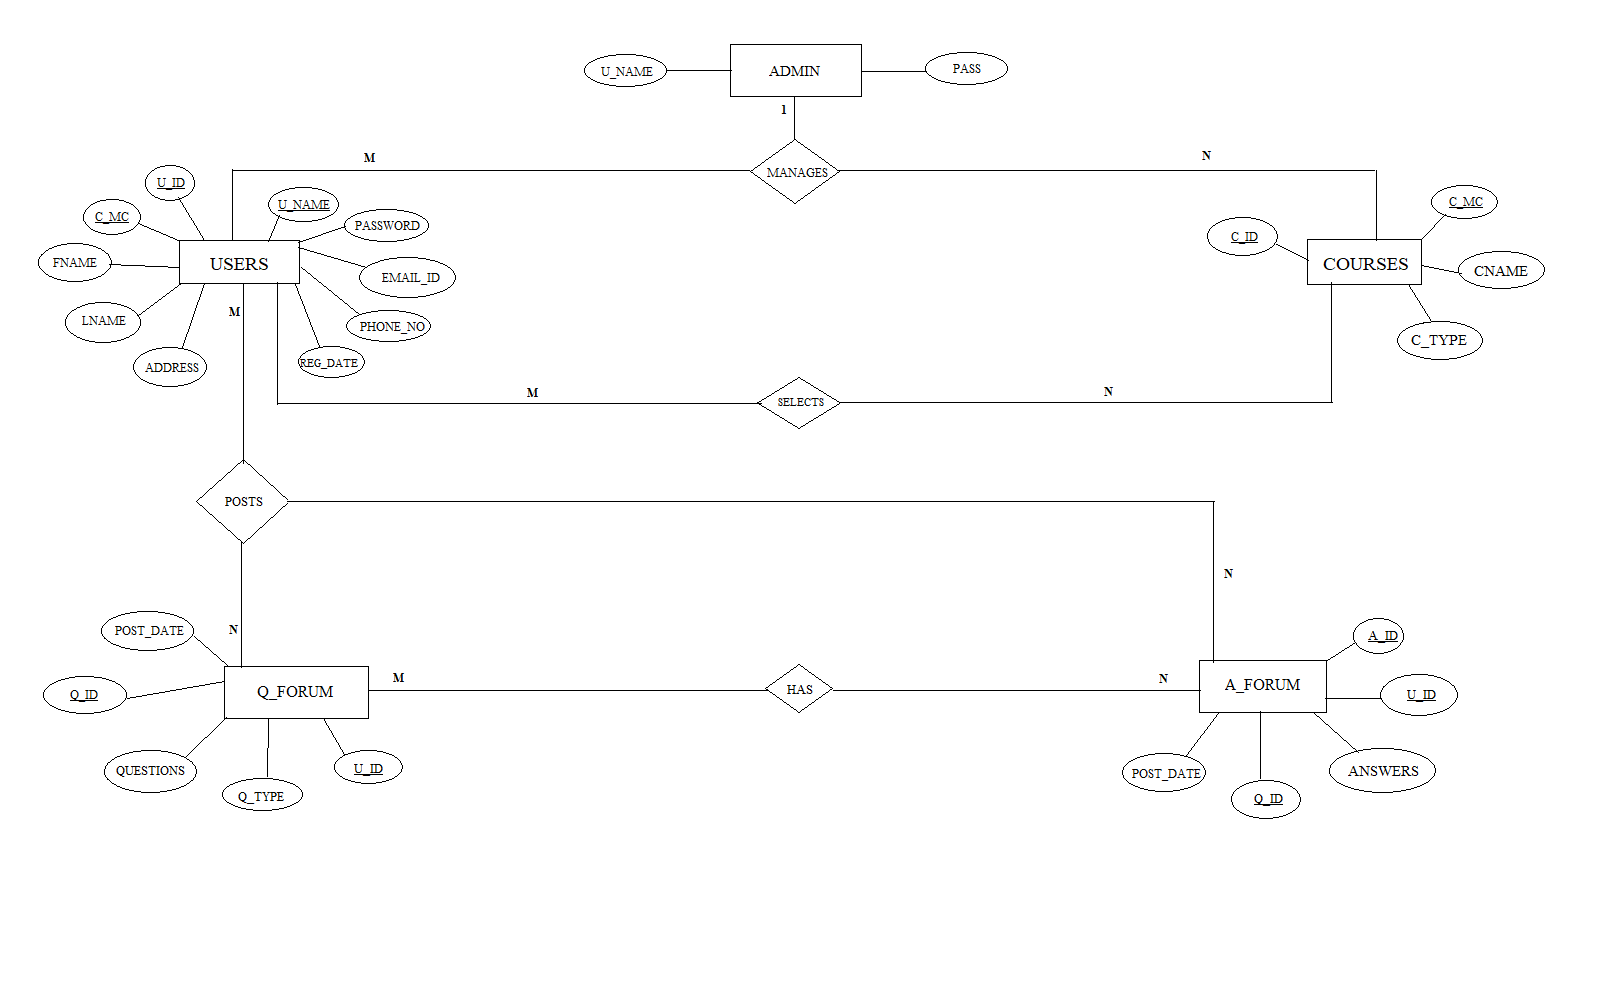 U_NAME
ADMIN
PASS
1
MANAGES
M
N
U_ID
C_MC
U_NAME
PASSWORD
FNAME
USERS
EMAIL_ID
LNAME
PHONE_NO
ADDRESS
REG_DATE
M
C_MC
C_ID
COURSES
CNAME
C_TYPE
M
SELECTS
N
POSTS
N
N
POST_DATE
Q_ID
Q_FORUM
QUESTIONS
Q_TYPE
U_ID
M
HAS
N
A_ID
A_FORUM
U_ID
POST_DATE
Q_ID
ANSWERS